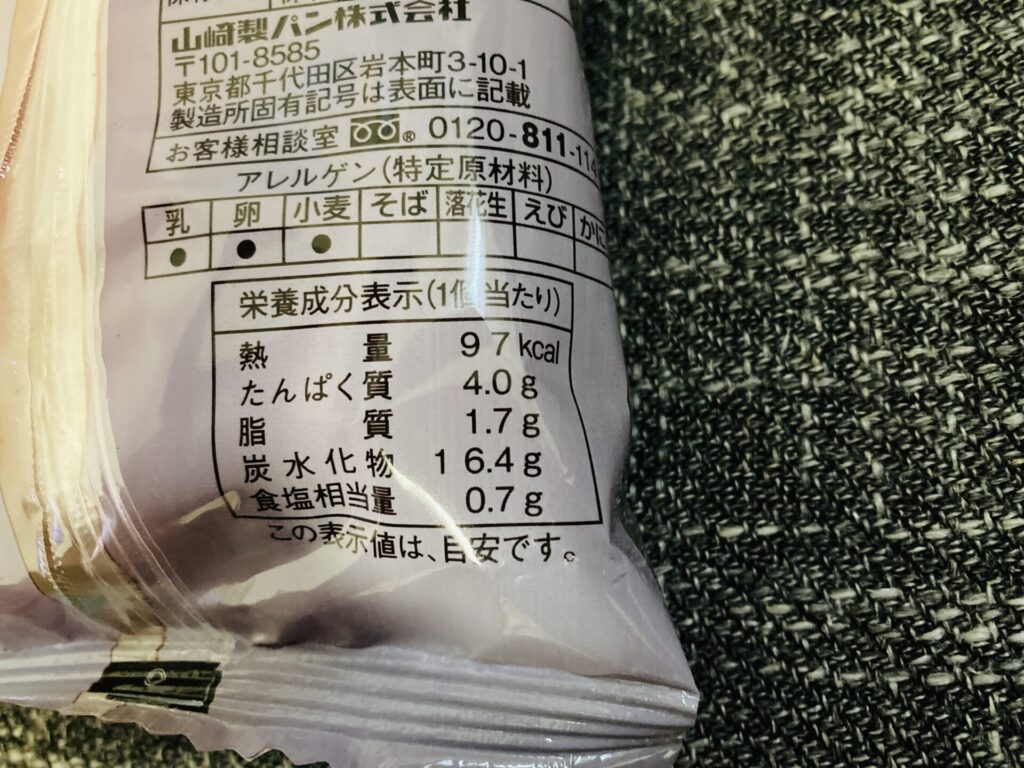 山崎製パン株式会社
〒101-8585
東京都千代田区岩本町3-10-1
製造所固有記号は表面に記載
お客様相談室 ® 0120-811-114
アレルゲン(特定原材料)
乳 卵 小麦 そば 落花生 えび かに
● ● ●
栄養成分表示(1個当たり)
熱量 97kcal
たんぱく質 4.0g
脂質 1.7g
炭水化物 16.4g
食塩相当量 0.7g
この表示値は、目安です。